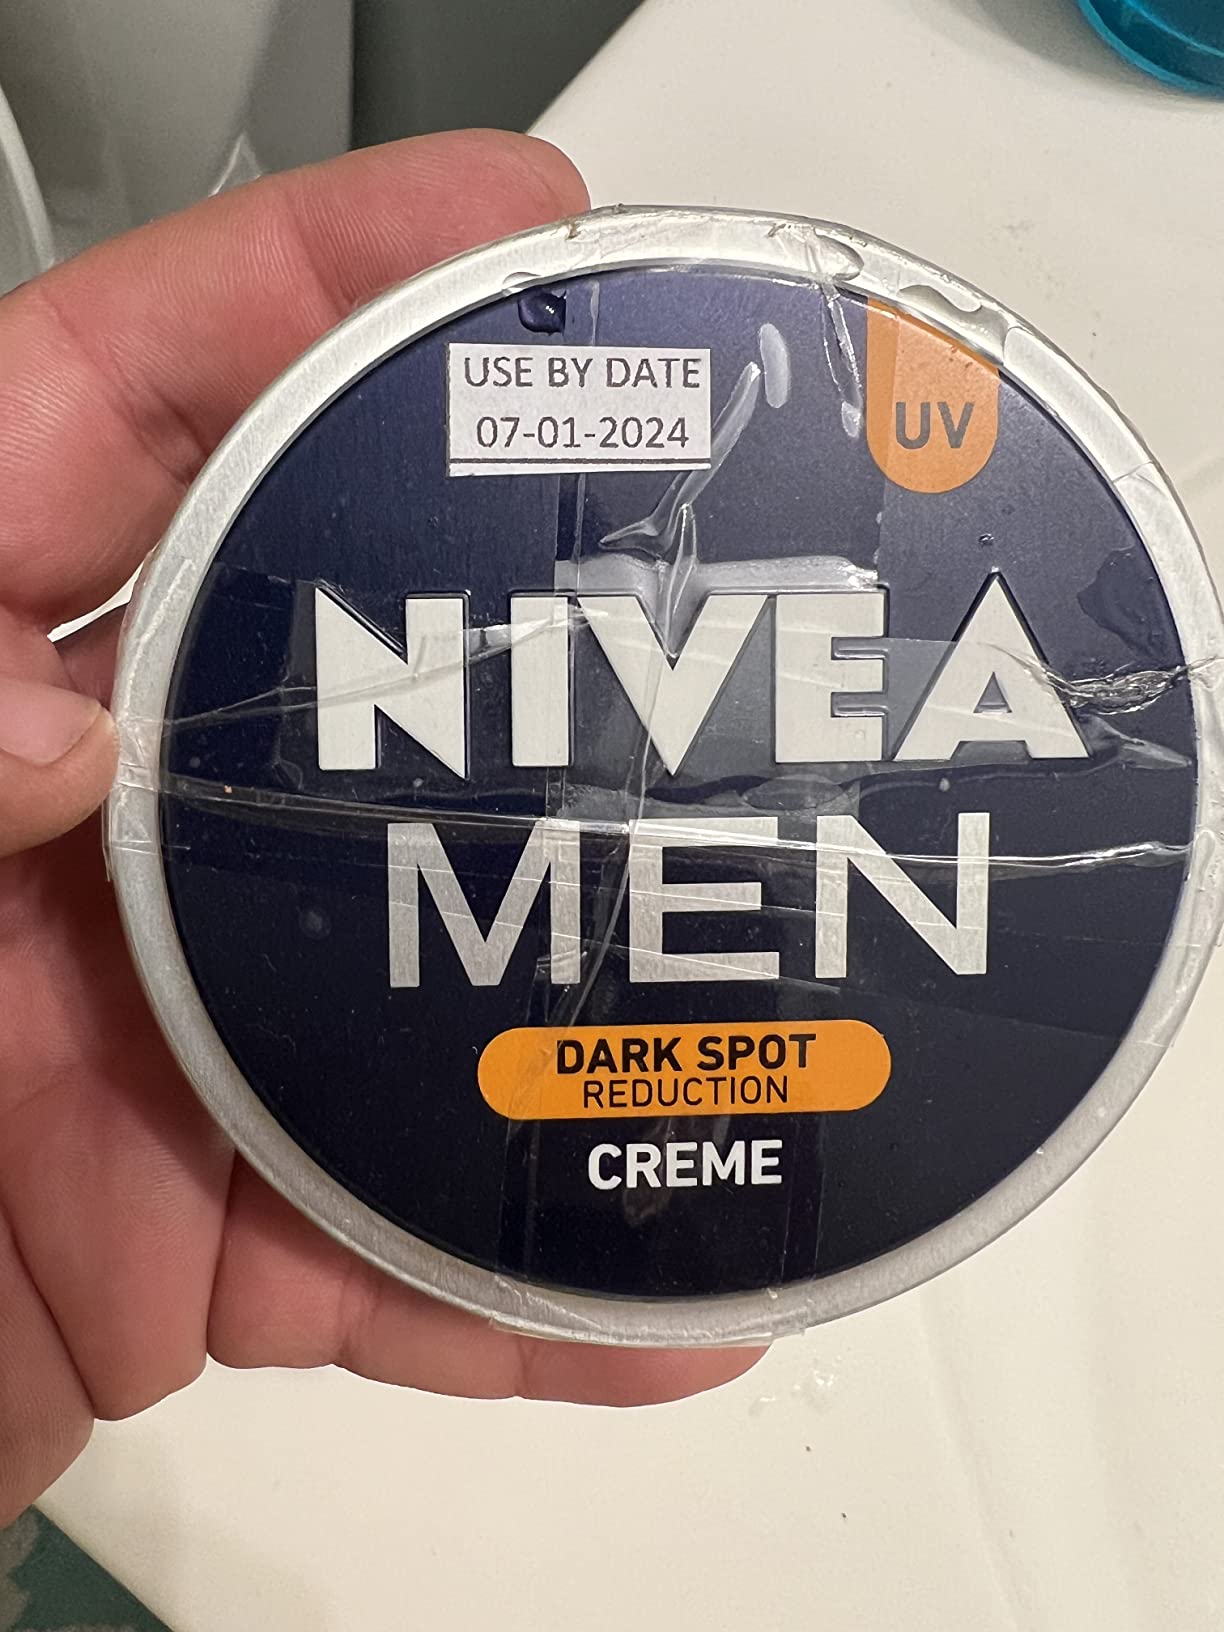 USE BY DATE
07-01-2024
UV
NIVEA
MEN
DARK SPOT
REDUCTION
CREME